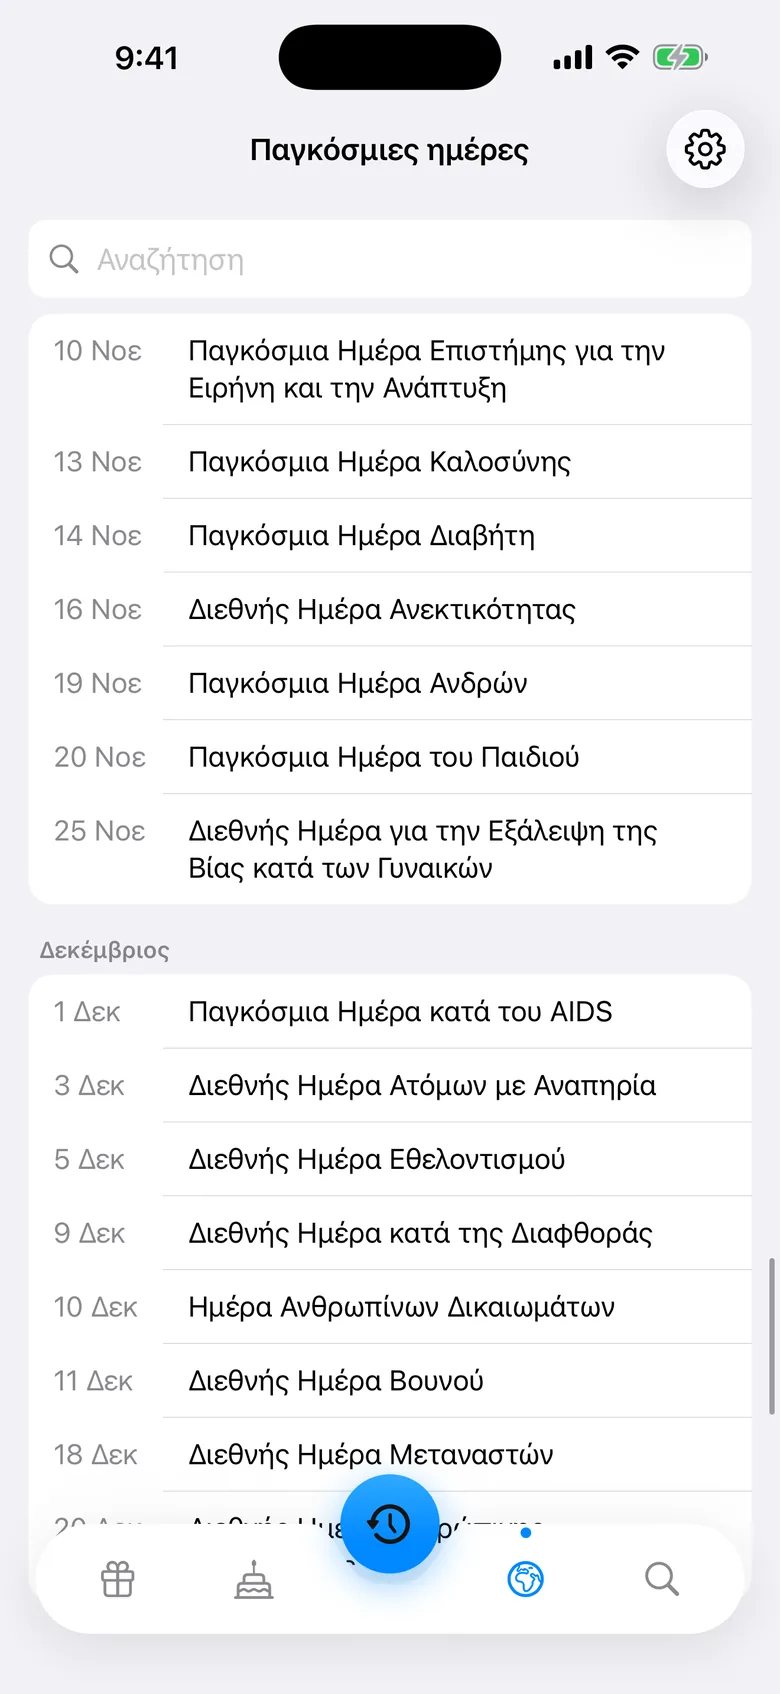 9:41
Παγκόσμιες ημέρες
Αναζήτηση
10 Νοε Παγκόσμια Ημέρα Επιστήμης για την
Ειρήνη και την Ανάπτυξη
13 Νοε Παγκόσμια Ημέρα Καλοσύνης
14 Νοε Παγκόσμια Ημέρα Διαβήτη
16 Νοε Διεθνής Ημέρα Ανεκτικότητας
19 Νοε Παγκόσμια Ημέρα Ανδρών
20 Νοε Παγκόσμια Ημέρα του Παιδιού
25 Νοε Διεθνής Ημέρα για την Εξάλειψη της
Βίας κατά των Γυναικών
Δεκέμβριος
1 Δεκ Παγκόσμια Ημέρα κατά του AIDS
3 Δεκ Διεθνής Ημέρα Ατόμων με Αναπηρία
5 Δεκ Διεθνής Ημέρα Εθελοντισμού
9 Δεκ Διεθνής Ημέρα κατά της Διαφθοράς
10 Δεκ Ημέρα Ανθρωπίνων Δικαιωμάτων
11 Δεκ Διεθνής Ημέρα Βουνού
18 Δεκ Διεθνής Ημέρα Μεταναστών